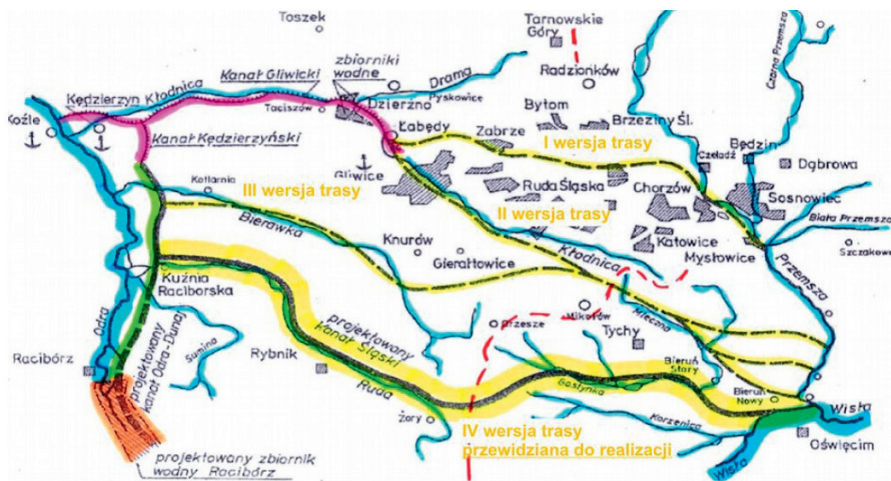 Toszek
Tarnowskie
Góry
zbiorniki
wodne
Kanał Gliwicki
Drama
Radzionków
Czarna Przemsza
Kędzierzyn
Kłodnica
Taciszów
Dzierżno
Pyskowice
Bytom
Brzeziny Śl.
Koźle
Kanał Kędzierzyński
Łabędy
Zabrze
I wersja trasy
Będzin
Czeladź
Dąbrowa
Gliwice
Kotlarnia
III wersja trasy
Ruda Śląska
Chorzów
Sosnowiec
II wersja trasy
Biała Przemsza
Bierawka
Knurów
Kłodnica
Katowice
Mysłowice
Szczakowa
Gierałtowice
Przemsza
Kuźnia
Raciborska
Odra
projektowany
Kanał Śląski
Orzesze
Mikołów
Mleczna
Tychy
Racibórz
projektowany
kanał Odra-Dunaj
Sumina
Rybnik
Ruda
Bieruń
Stary
Gostynka
Bieruń
Nowy
Wisła
Żory
Korzenica
IV wersja trasy
przewidziana do realizacji
Oświęcim
Wisła
projektowany zbiornik
wodny Racibórz